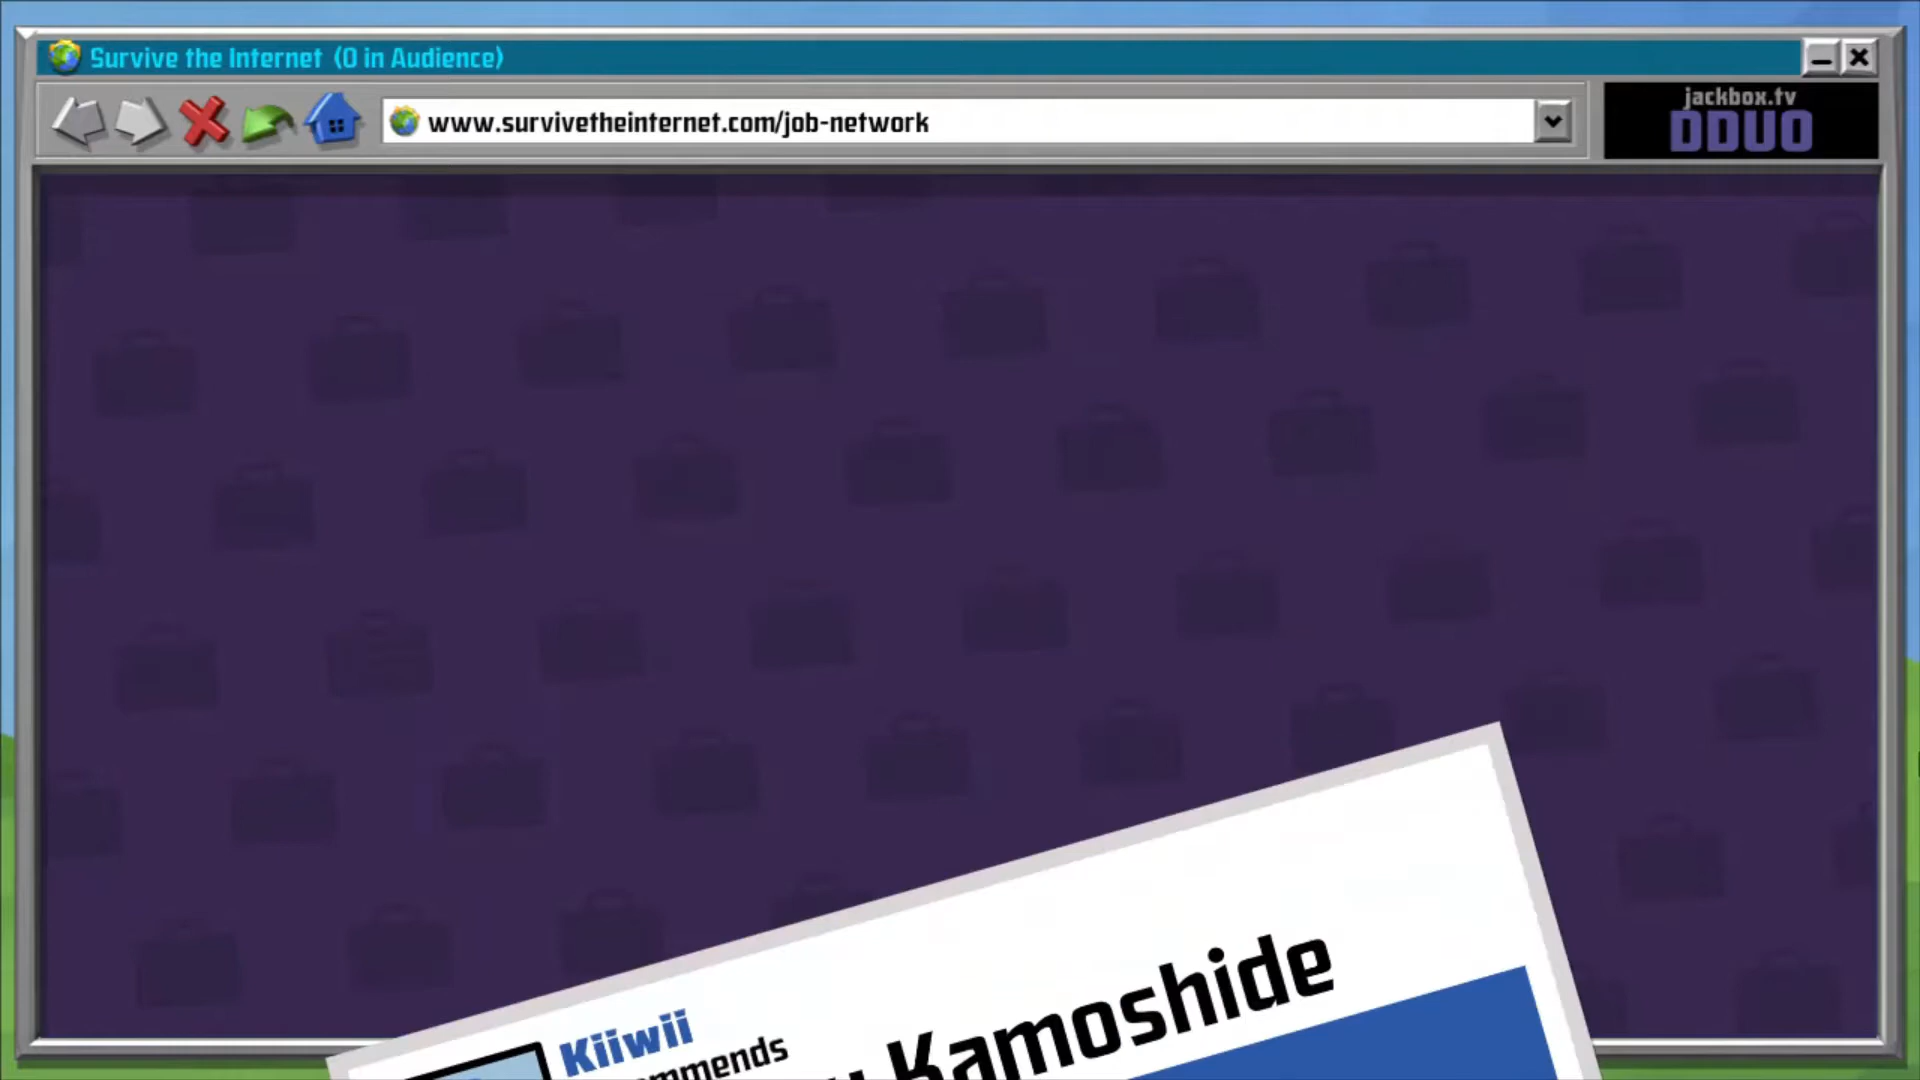 Survive the Internet (0 in Audience)
www.survivetheinternet.com/job-network
jackbox.tv
DDUO
Kiiwii
Kamoshide